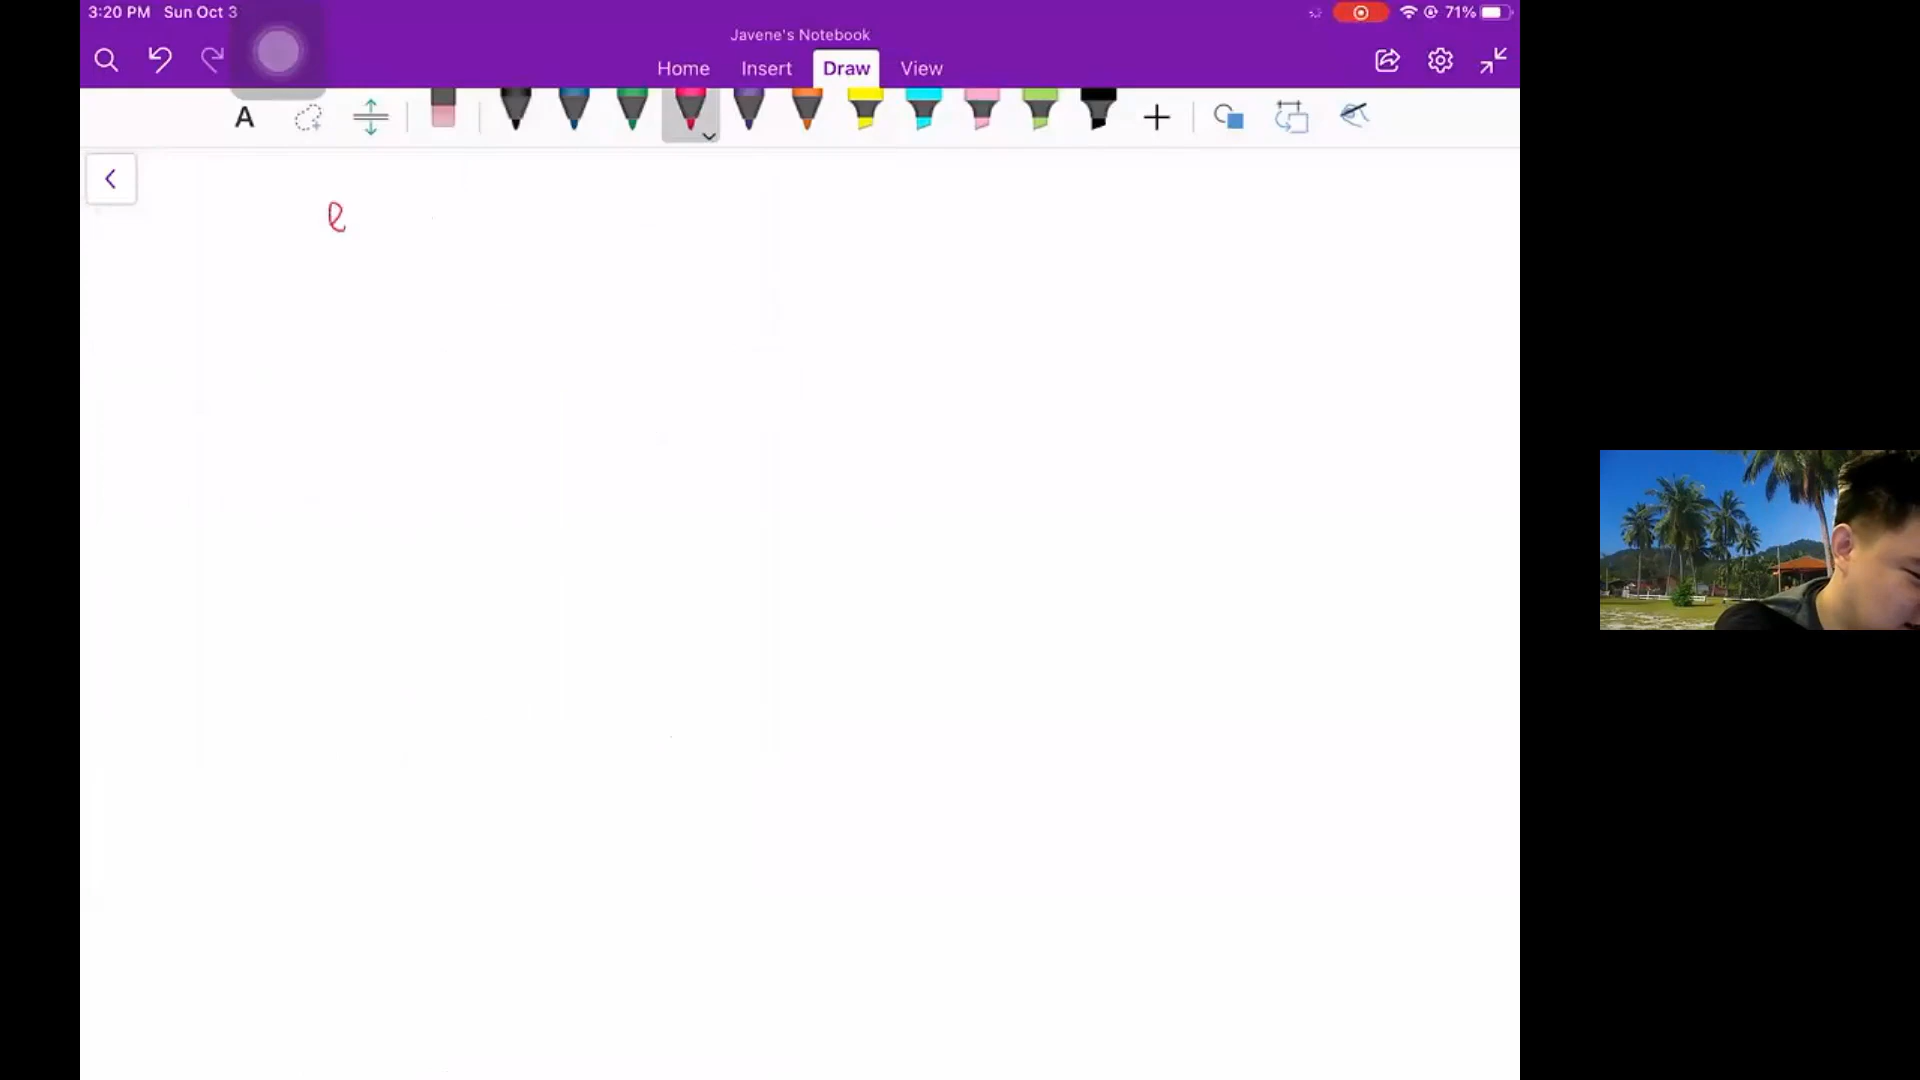 3:20 PM Sun Oct 3
71%
Javene's Notebook
Home Insert Draw View
A
e